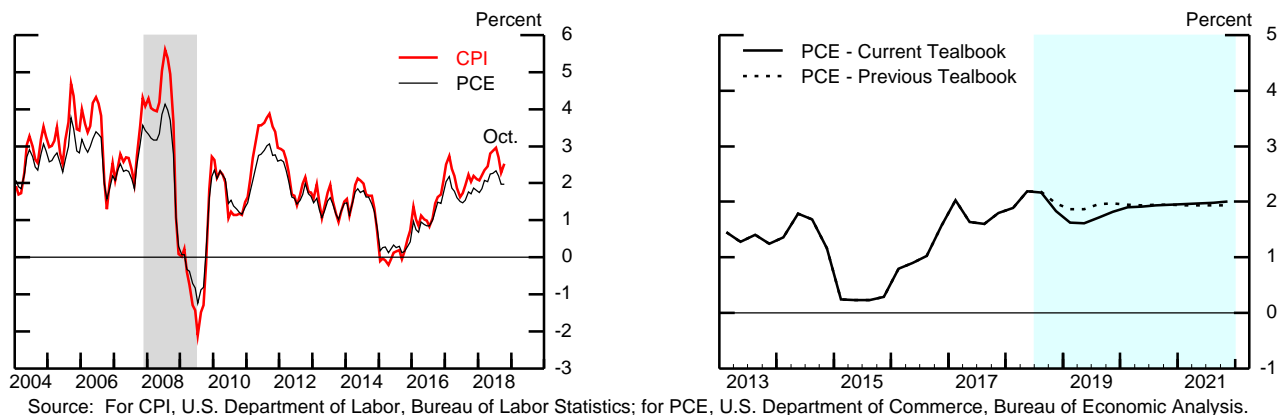 Percent
6
5
4
3
2
1
0
-1
-2
-3
CPI
PCE
Oct.
2004 2006 2008 2010 2012 2014 2016 2018
Percent
5
4
3
2
1
0
-1
PCE - Current Tealbook
PCE - Previous Tealbook
2013 2015 2017 2019 2021
Source: For CPI, U.S. Department of Labor, Bureau of Labor Statistics; for PCE, U.S. Department of Commerce, Bureau of Economic Analysis.